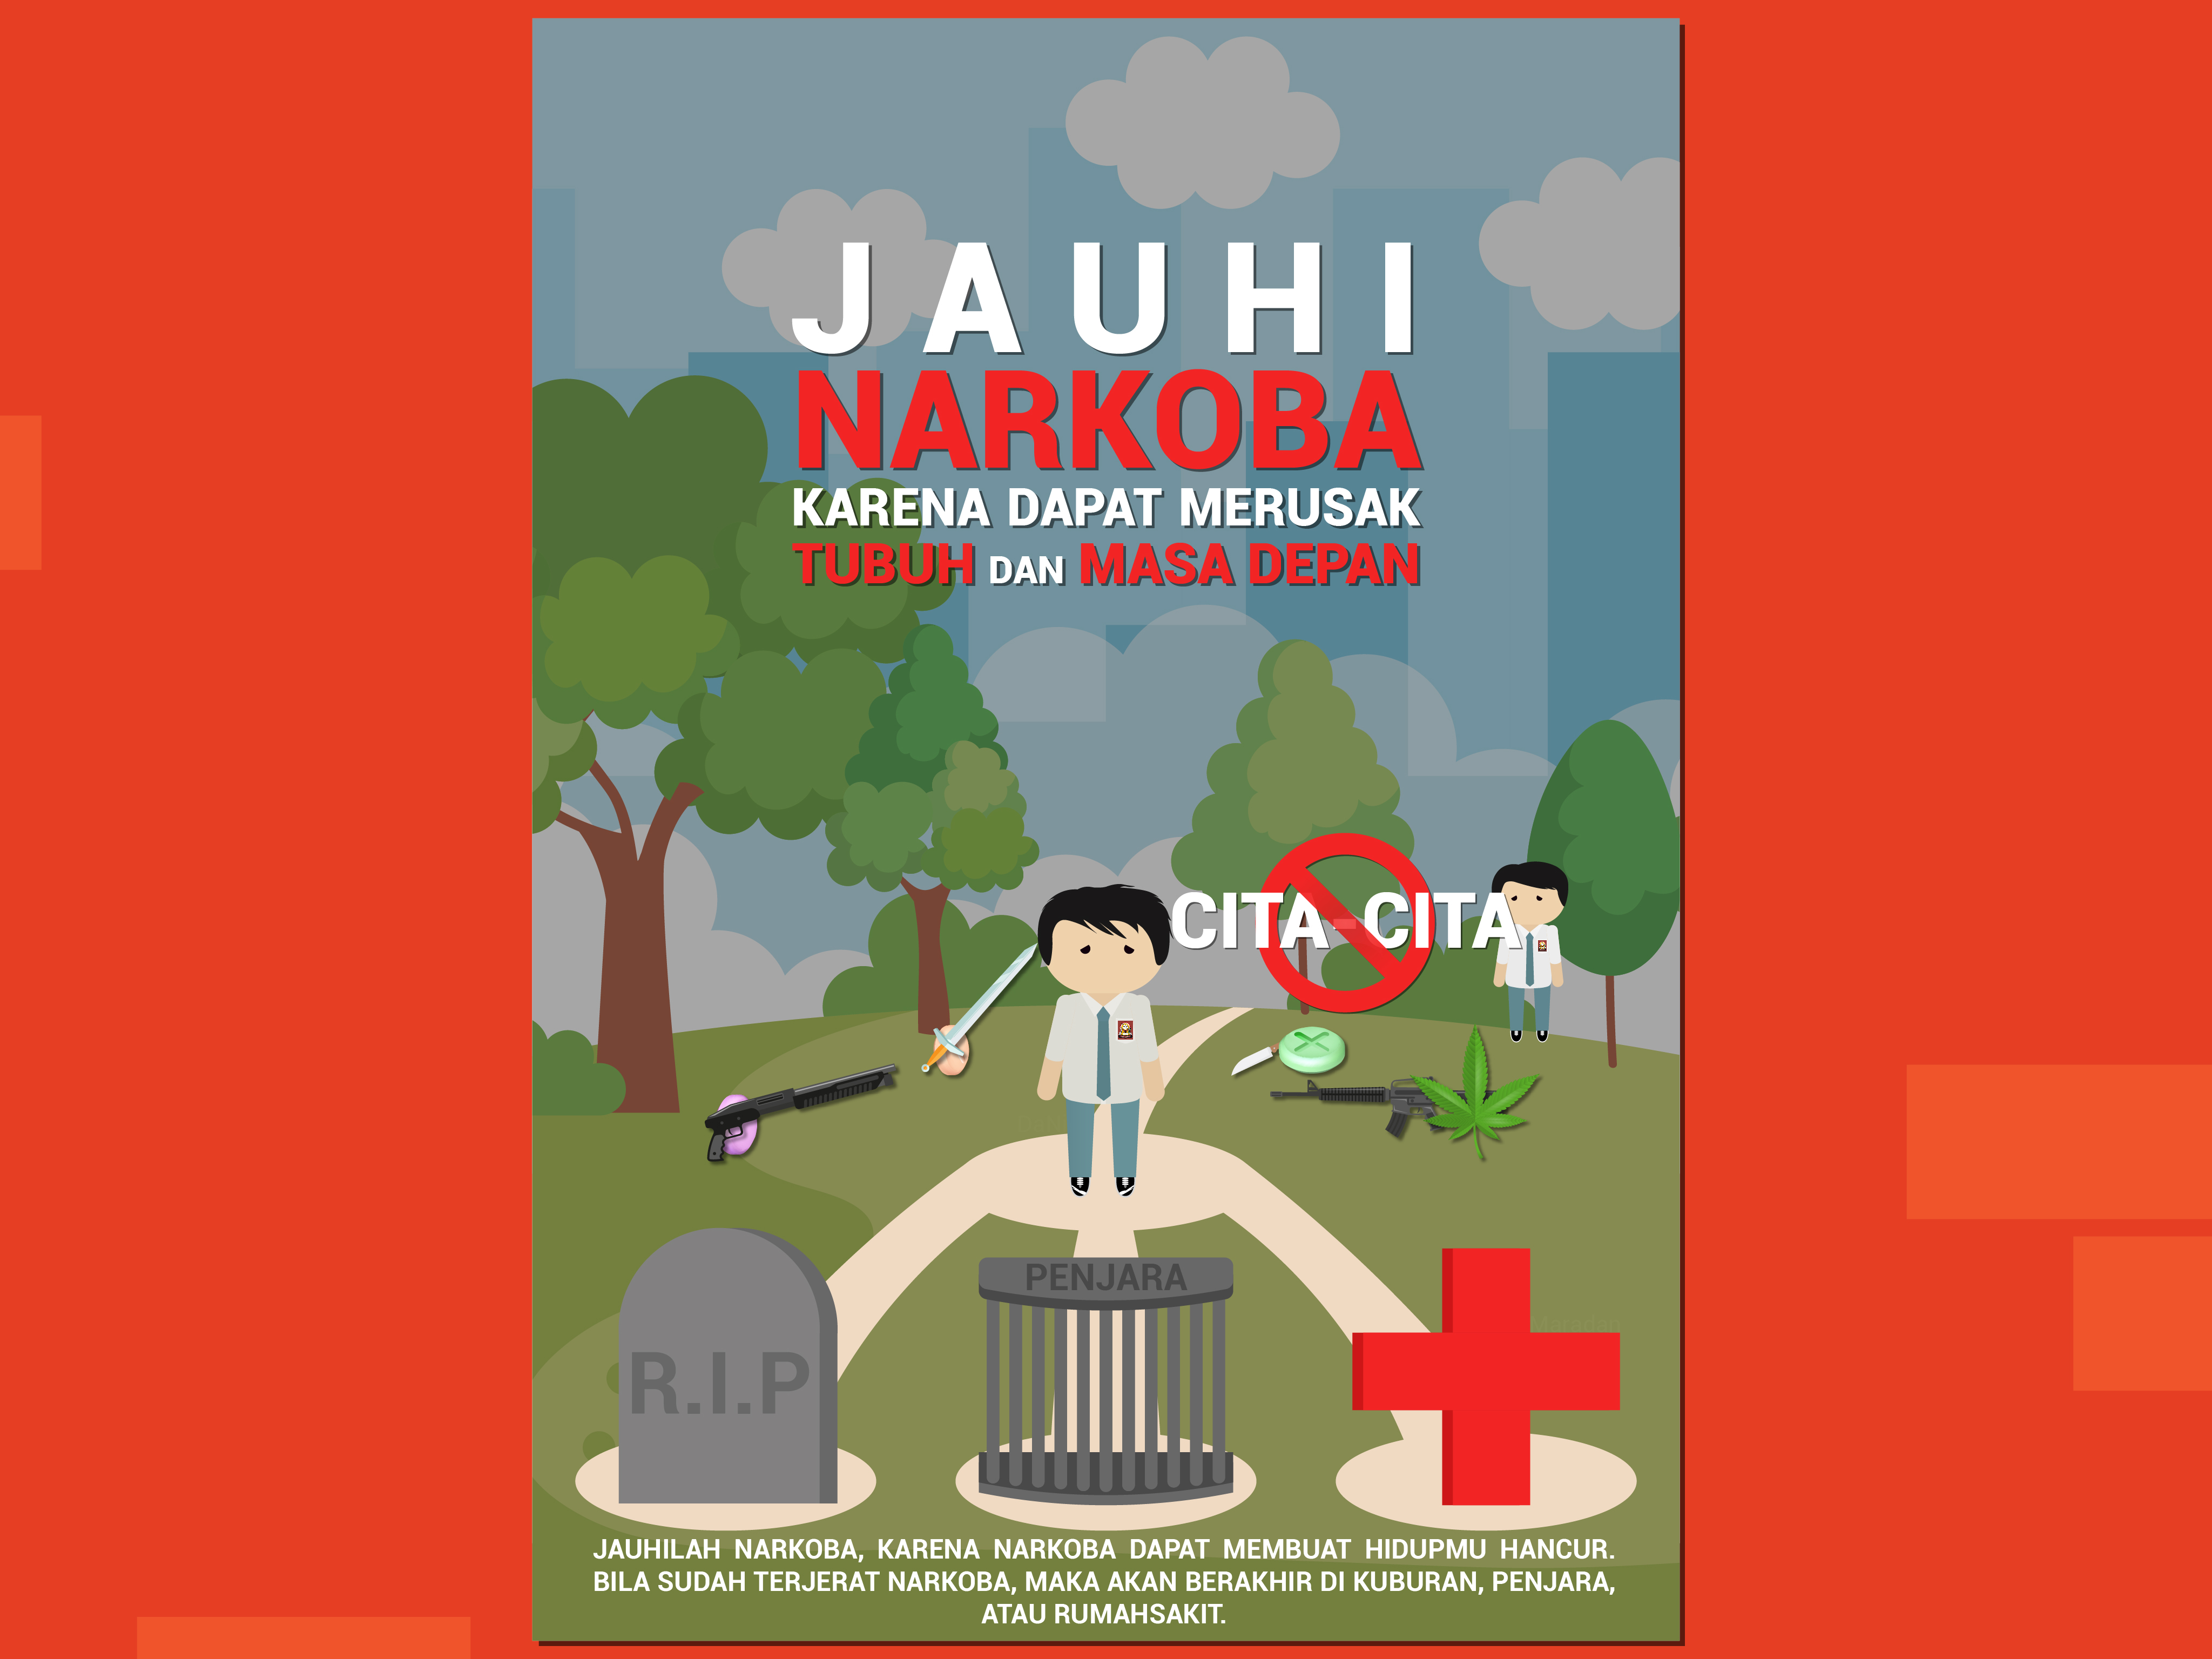 JAUHI
NARKOBA
KARENA DAPAT MERUSAK
TUBUH DAN MASA DEPAN
CITA-CITA
PENJARA
Maradan
R.I.P
JAUHILAH NARKOBA, KARENA NARKOBA DAPAT MEMBUAT HIDUPMU HANCUR.
BILA SUDAH TERJERAT NARKOBA, MAKA AKAN BERAKHIR DI KUBURAN, PENJARA,
ATAU RUMAHSAKIT.